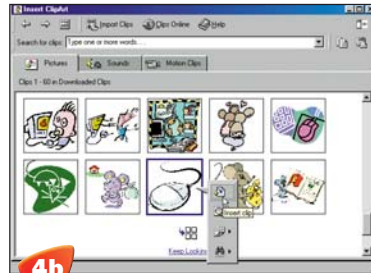 Insert ClipArt
Import Clips Clips Online Help
Search for clips: Type one or more words. . .
Pictures Sounds Motion Clips
Clips 1 - 60 in Downloaded Clips
Insert clip
Keep Looking
4b